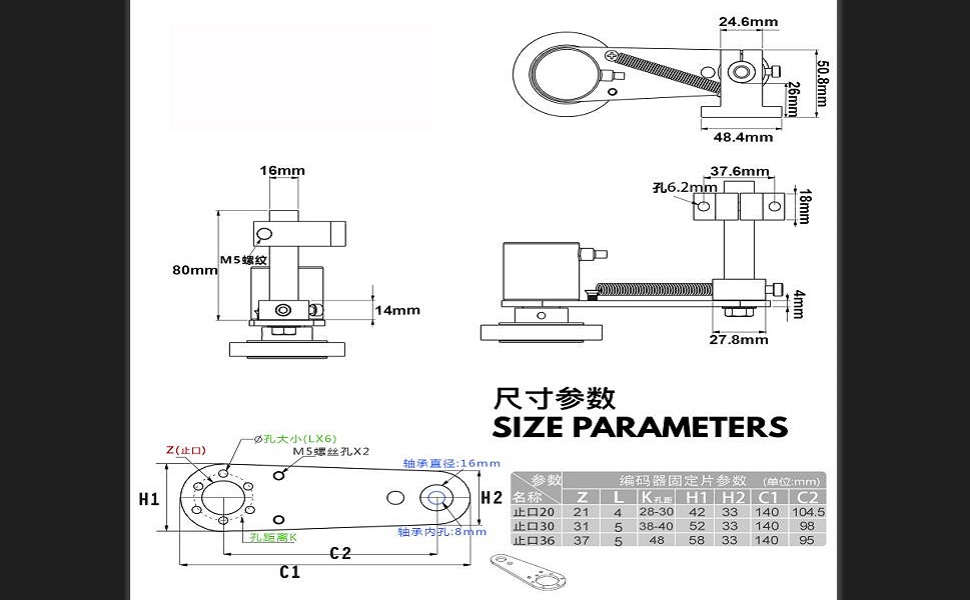 24.6mm
50.8mm
26mm
48.4mm
16mm
M5螺纹
80mm
14mm
37.6mm
孔6.2mm
18mm
4mm
27.8mm
尺寸参数
SIZE PARAMETERS
Z(止口)
Ø孔大小(LX6)
M5螺丝孔X2
轴承直径:16mm
H1
H2
轴承内孔:8mm
孔距离K
C2
C1
参数 编码器固定片参数 (单位:mm)
名称 Z L K孔距 H1 H2 C1 C2
止口20 21 4 28-30 42 33 140 104.5
止口30 31 5 38-40 52 33 140 98
止口36 37 5 48 58 33 140 95